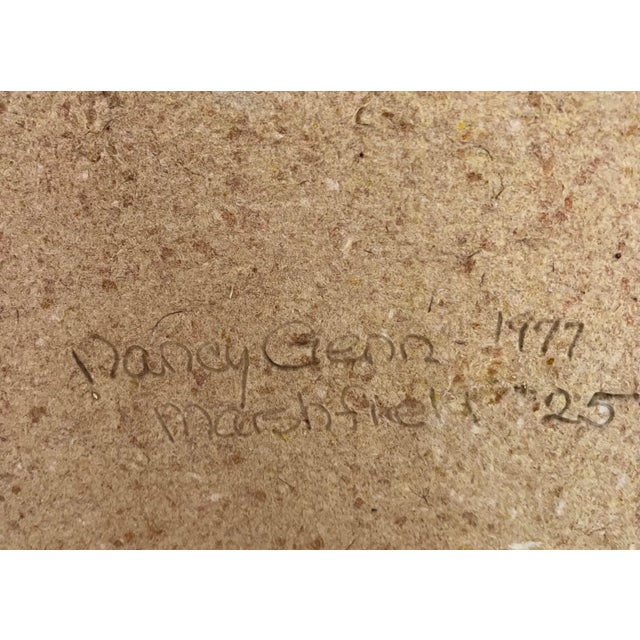 Nancy Genn - 1977
Marshfield "25